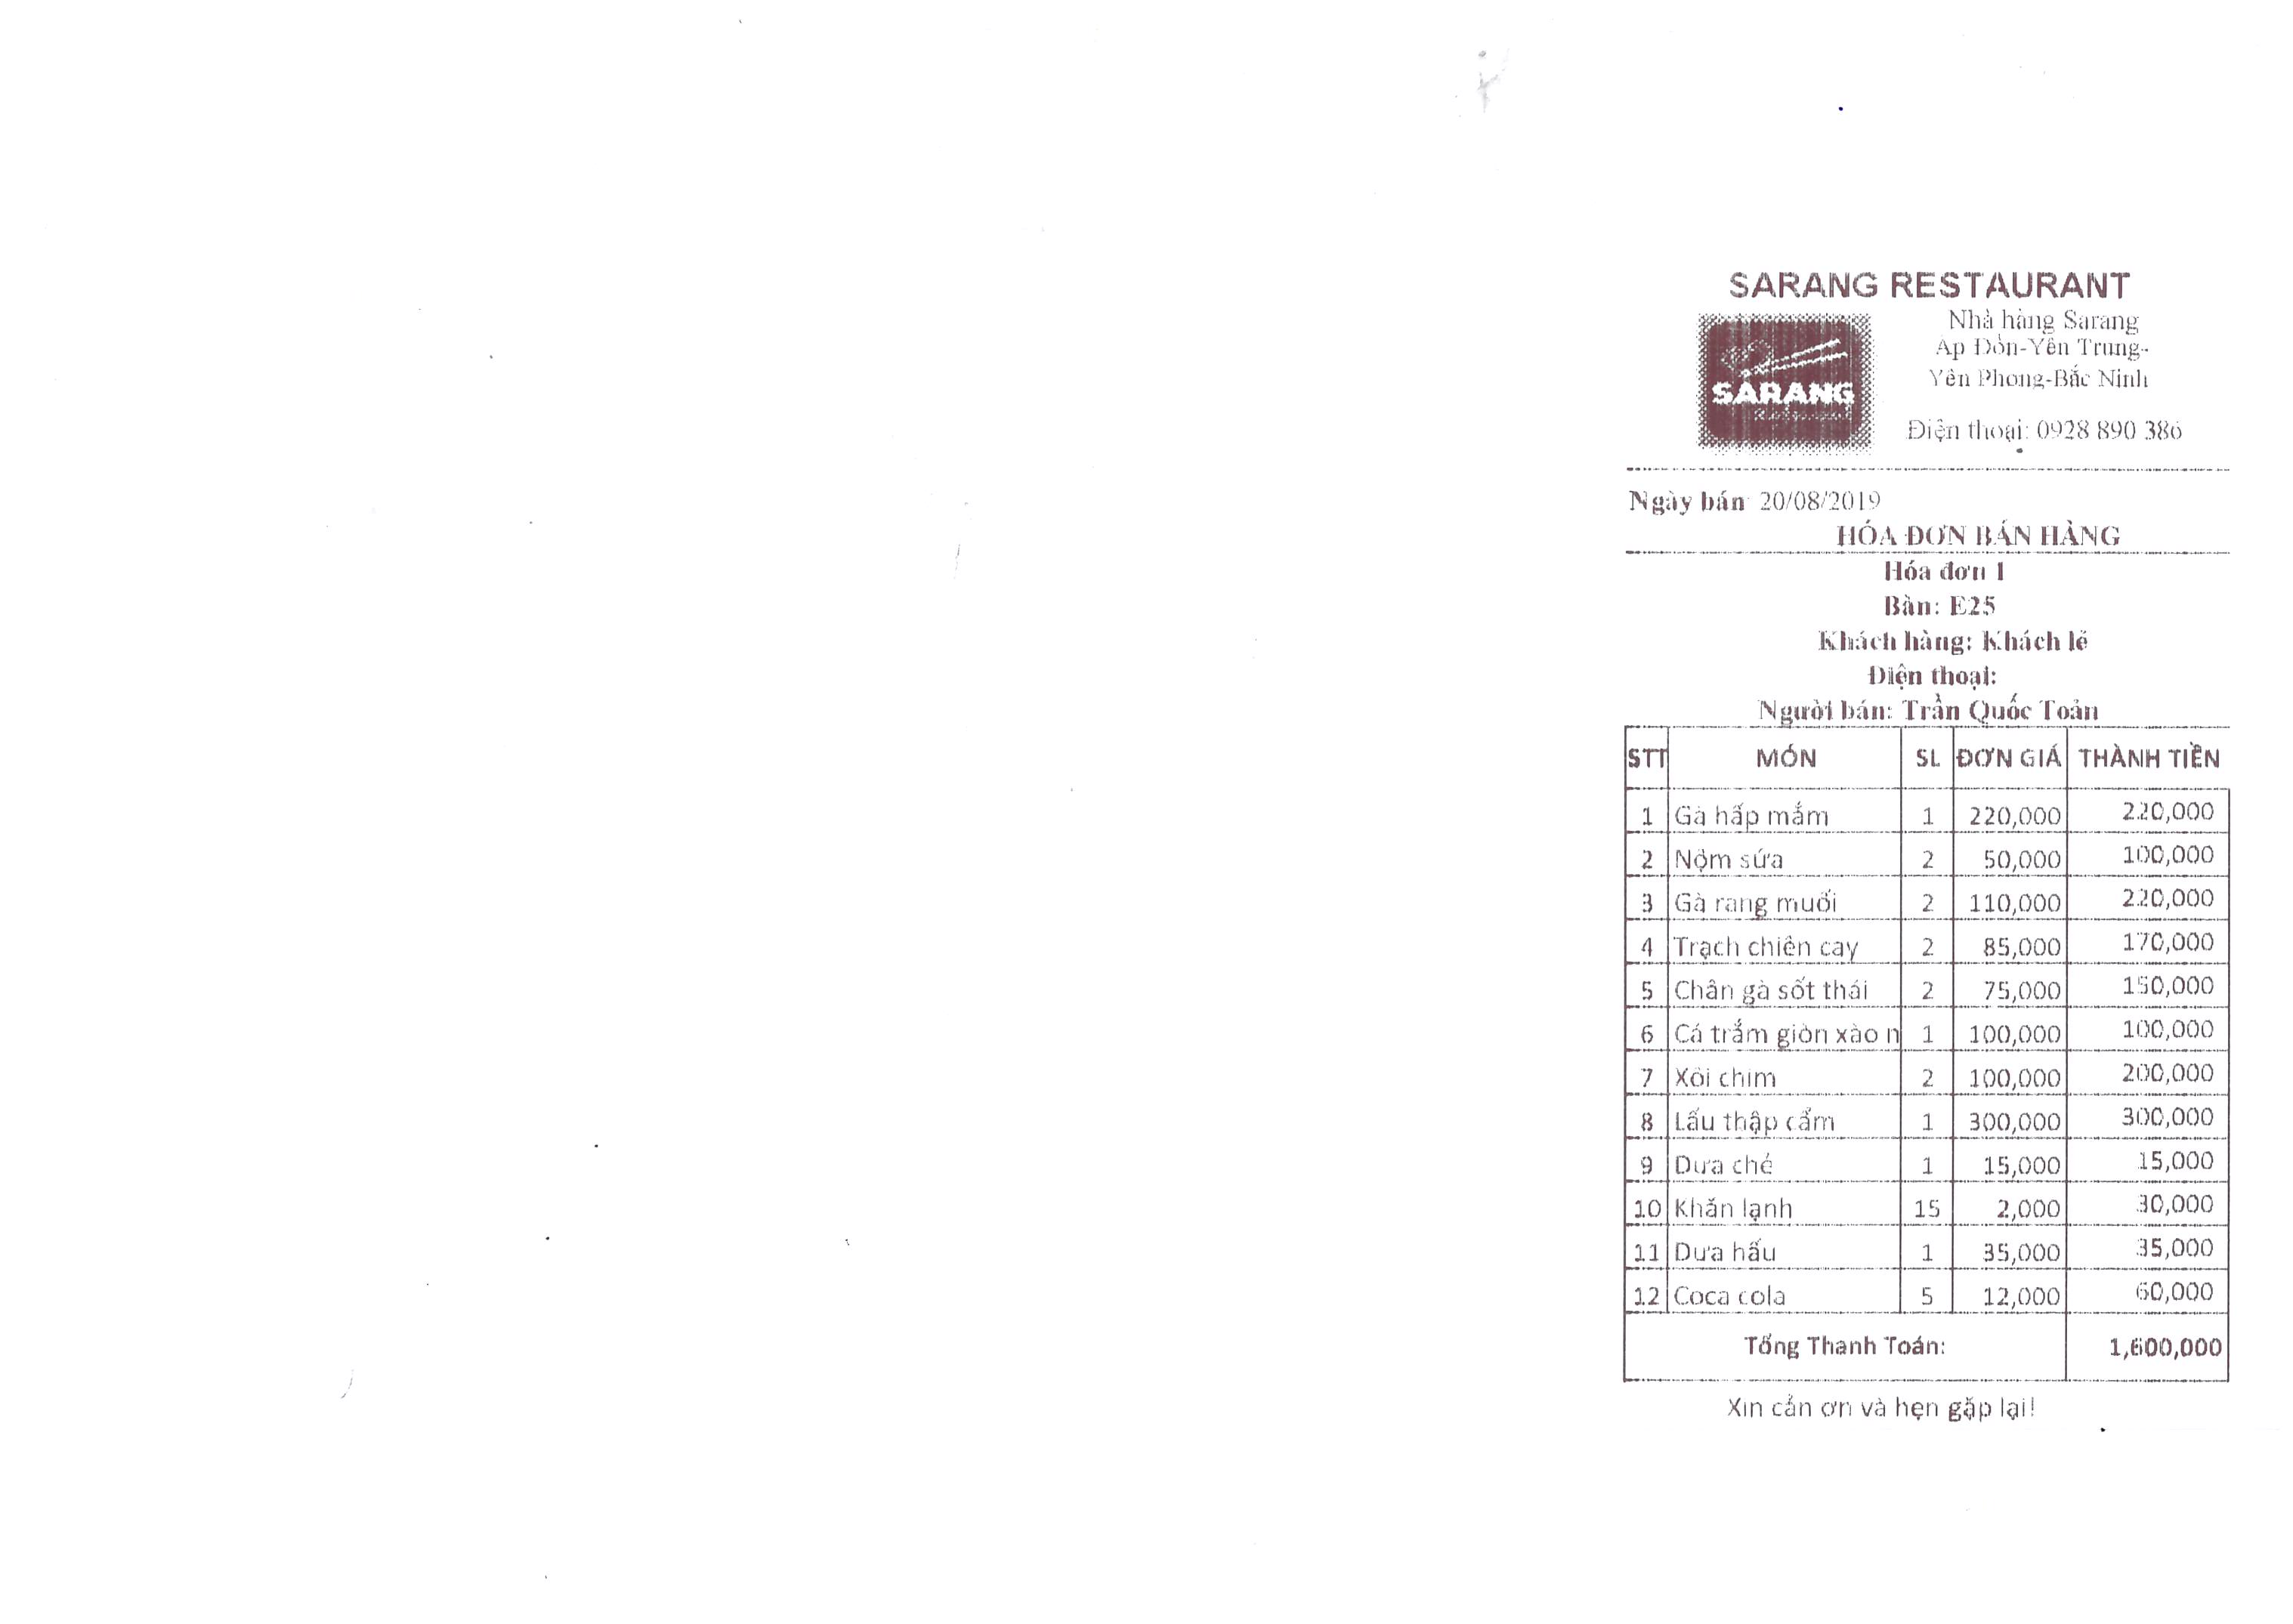 SARANG RESTAURANT
Nhà hàng Sarang
Ấp Đồn-Yên Trung-
Yên Phong-Bắc Ninh
SARANG
Điện thoại: 0928 890 386
Ngày bán: 20/08/2019
HÓA ĐƠN BÁN HÀNG
Hóa đơn 1
Bàn: E25
Khách hàng: Khách lẻ
Điện thoại:
Người bán: Trần Quốc Toản
STT MÓN SL ĐƠN GIÁ THÀNH TIỀN
1 Gà hấp mắm 1 220,000 220,000
2 Nộm sứa 2 50,000 100,000
3 Gà rang muối 2 110,000 220,000
4 Trạch chiên cay 2 85,000 170,000
5 Chân gà sốt thái 2 75,000 150,000
6 Cá trắm giòn xào n 1 100,000 100,000
7 Xôi chim 2 100,000 200,000
8 Lẩu thập cẩm 1 300,000 300,000
9 Dưa chẻ 1 15,000 15,000
10 Khăn lạnh 15 2,000 30,000
11 Dưa hấu 1 35,000 35,000
12 Coca cola 5 12,000 60,000
Tổng Thanh Toán: 1,600,000
Xin cản ơn và hẹn gặp lại!